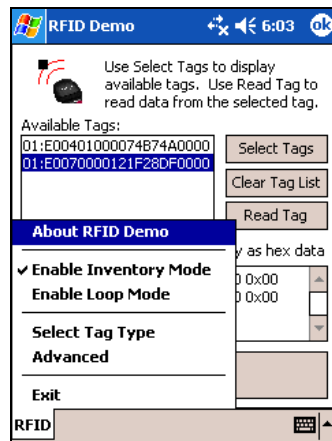 RFID Demo 6:03 ok
Use Select Tags to display
available tags. Use Read Tag to
read data from the selected tag.
Available Tags:
01:E00401000074B74A0000
01:E0070000121F28DF0000
Select Tags
Clear Tag List
Read Tag
About RFID Demo
y as hex data
✓ Enable Inventory Mode
0 0x00
Enable Loop Mode
0 0x00
Select Tag Type
Advanced
Exit
RFID